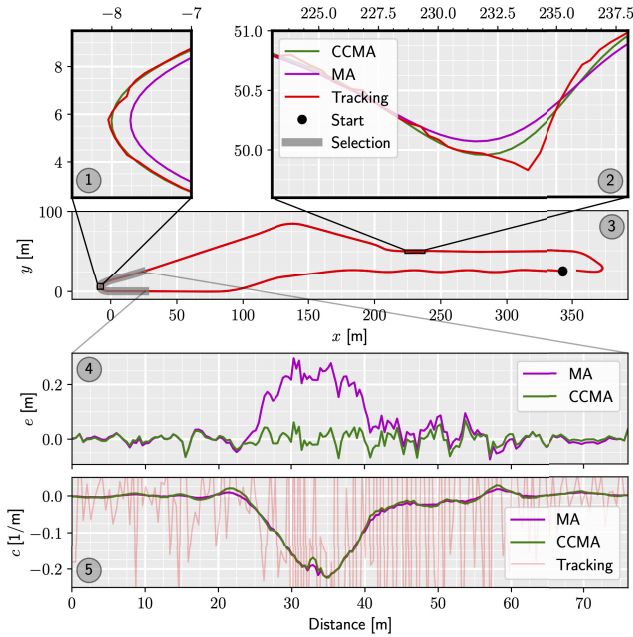 −8 −7
225.0 227.5 230.0 232.5 235.0 237.5
8
6
4
1
51.0
50.5
50.0
CCMA
MA
Tracking
Start
Selection
2
100
0
y [m]
3
0 50 100 150 200 250 300 350
x [m]
4
0.2
0.0
e [m]
MA
CCMA
0.0
−0.1
−0.2
c [1/m]
5
MA
CCMA
Tracking
0 10 20 30 40 50 60 70
Distance [m]